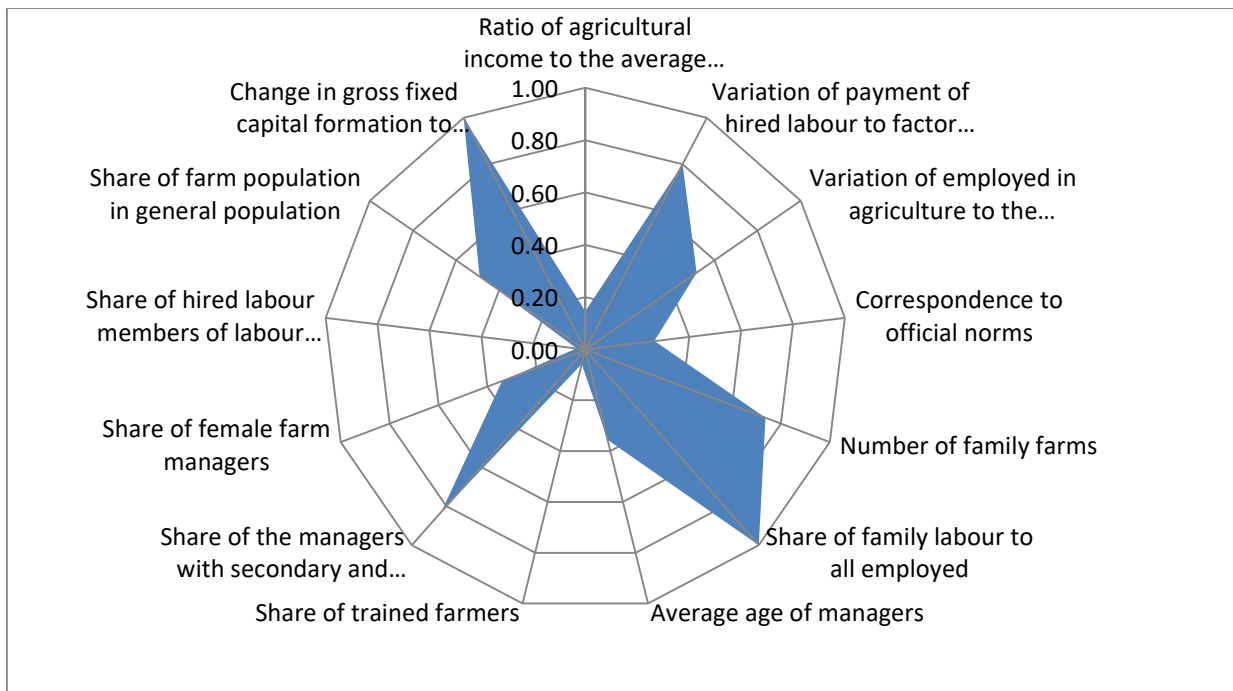 Ratio of agricultural
income to the average...
Variation of payment of
hired labour to factor...
Variation of employed in
agriculture to the...
Correspondence to
official norms
Number of family farms
Share of family labour to
all employed
Average age of managers
Share of trained farmers
Share of the managers
with secondary and...
Share of female farm
managers
Share of hired labour
members of labour...
Share of farm population
in general population
Change in gross fixed
capital formation to...
1.00
0.80
0.60
0.40
0.20
0.00